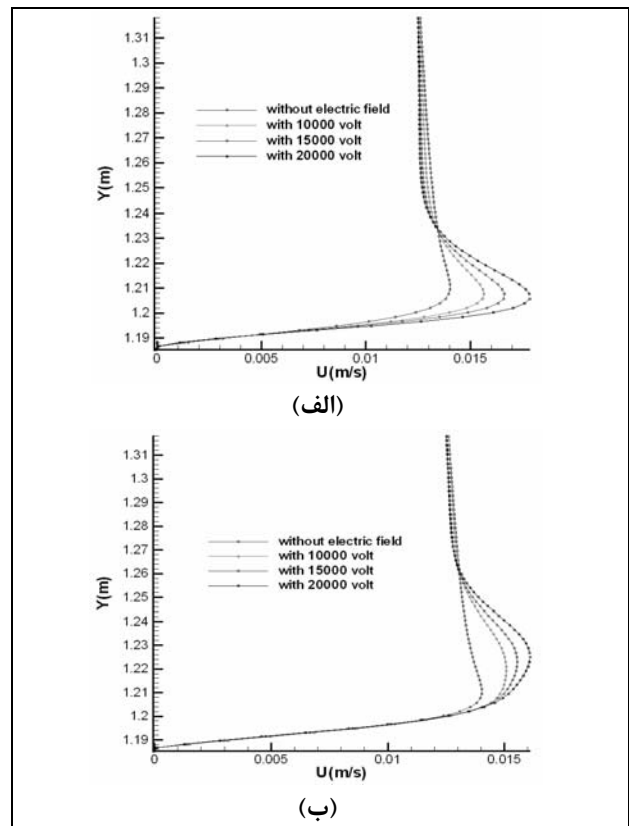 1.31
1.3
1.29
1.28
1.27
1.26
1.25
1.24
1.23
1.22
1.21
1.2
1.19
Y(m)
without electric field
with 10000 volt
with 15000 volt
with 20000 volt
0 0.005 0.01 0.015
U(m/s)
(الف)
1.31
1.3
1.29
1.28
1.27
1.26
1.25
1.24
1.23
1.22
1.21
1.2
1.19
Y(m)
without electric field
with 10000 volt
with 15000 volt
with 20000 volt
0 0.005 0.01 0.015
U(m/s)
(ب)